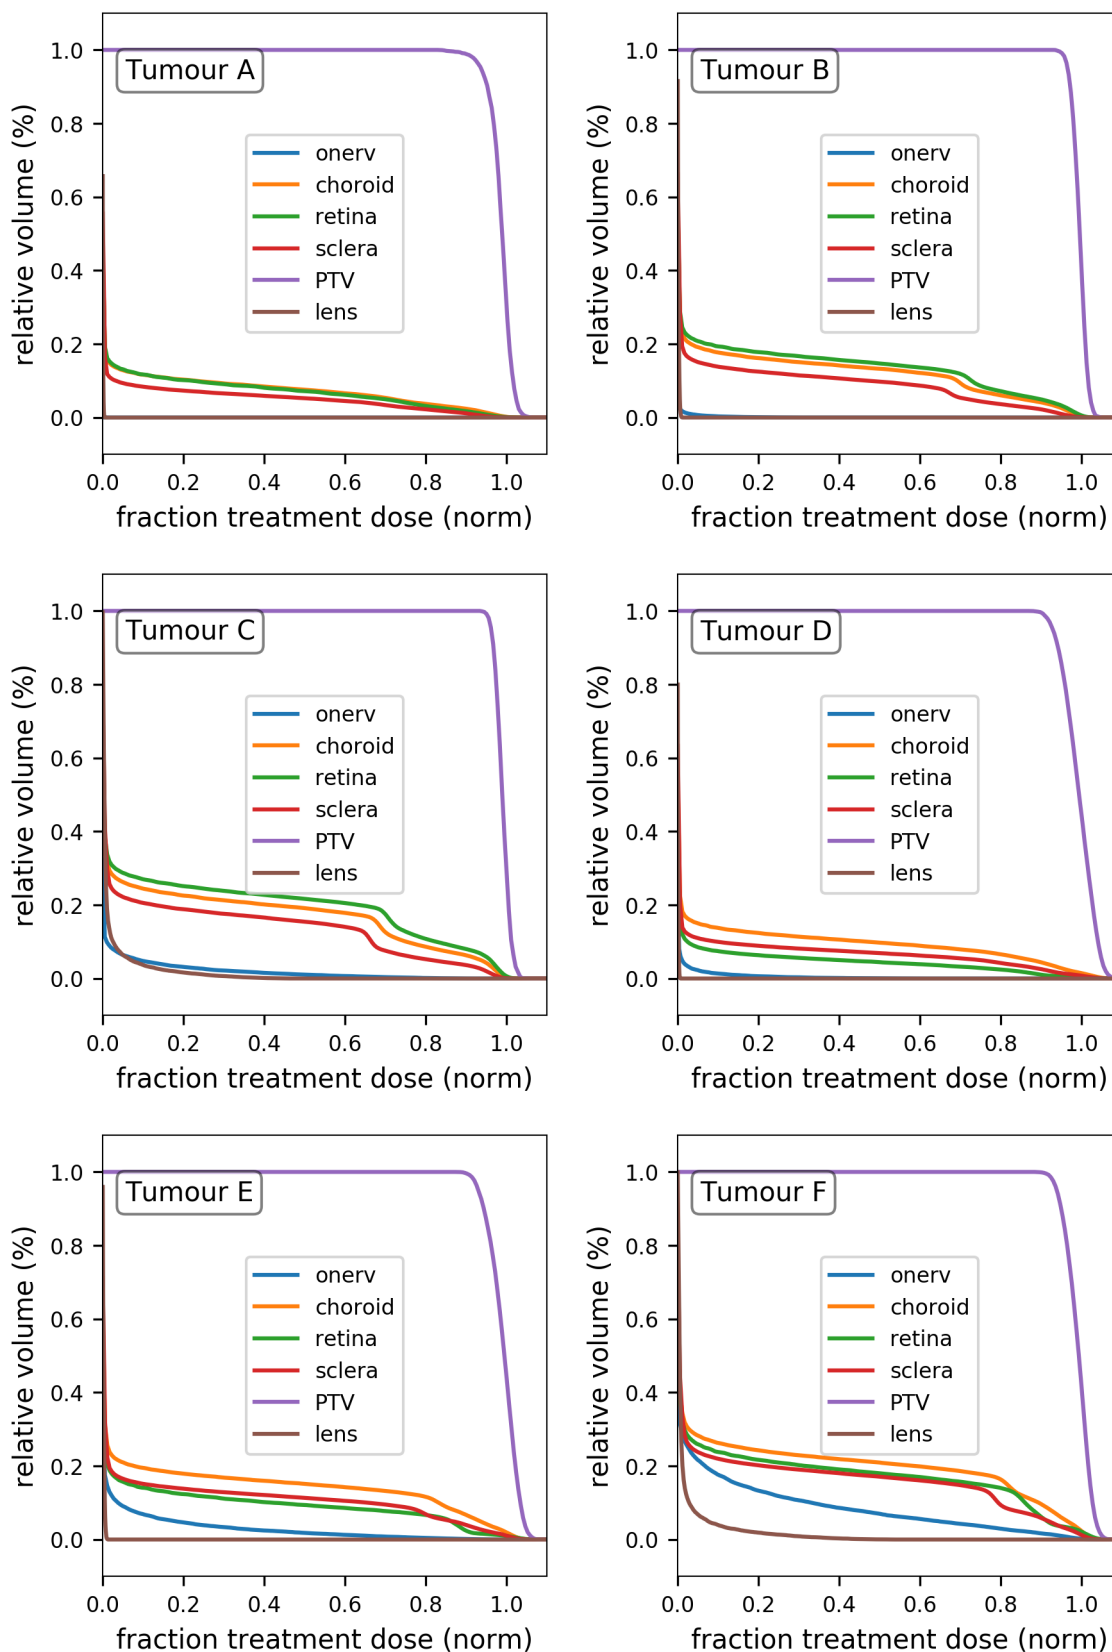 Tumour A
relative volume (%)
1.0
0.8
0.6
0.4
0.2
0.0
onerv
choroid
retina
sclera
PTV
lens
0.0 0.2 0.4 0.6 0.8 1.0
fraction treatment dose (norm)
Tumour B
relative volume (%)
1.0
0.8
0.6
0.4
0.2
0.0
onerv
choroid
retina
sclera
PTV
lens
0.0 0.2 0.4 0.6 0.8 1.0
fraction treatment dose (norm)
Tumour C
relative volume (%)
1.0
0.8
0.6
0.4
0.2
0.0
onerv
choroid
retina
sclera
PTV
lens
0.0 0.2 0.4 0.6 0.8 1.0
fraction treatment dose (norm)
Tumour D
relative volume (%)
1.0
0.8
0.6
0.4
0.2
0.0
onerv
choroid
retina
sclera
PTV
lens
0.0 0.2 0.4 0.6 0.8 1.0
fraction treatment dose (norm)
Tumour E
relative volume (%)
1.0
0.8
0.6
0.4
0.2
0.0
onerv
choroid
retina
sclera
PTV
lens
0.0 0.2 0.4 0.6 0.8 1.0
fraction treatment dose (norm)
Tumour F
relative volume (%)
1.0
0.8
0.6
0.4
0.2
0.0
onerv
choroid
retina
sclera
PTV
lens
0.0 0.2 0.4 0.6 0.8 1.0
fraction treatment dose (norm)